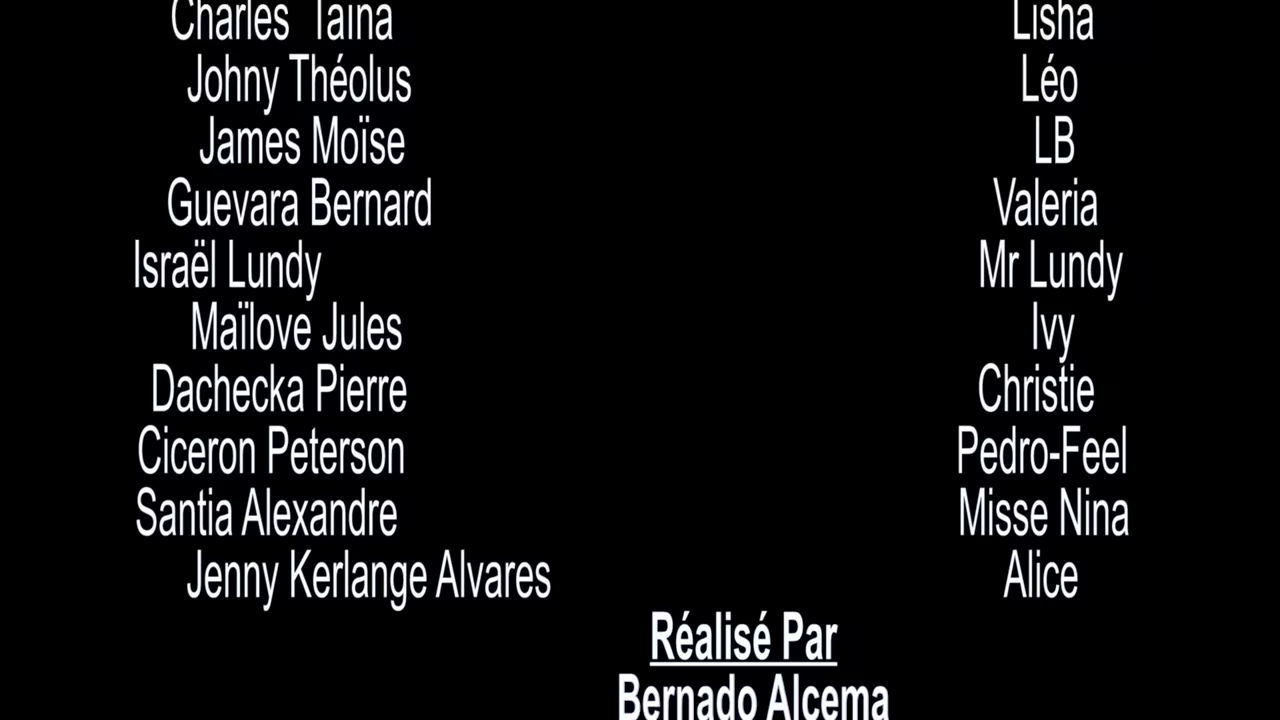 Charles Taïna Lisha
Johny Théolus Léo
James Moïse LB
Guevara Bernard Valeria
Israël Lundy Mr Lundy
Maïlove Jules Ivy
Dachecka Pierre Christie
Ciceron Peterson Pedro-Feel
Santia Alexandre Misse Nina
Jenny Kerlange Alvares Alice
Réalisé Par
Bernado Alcema